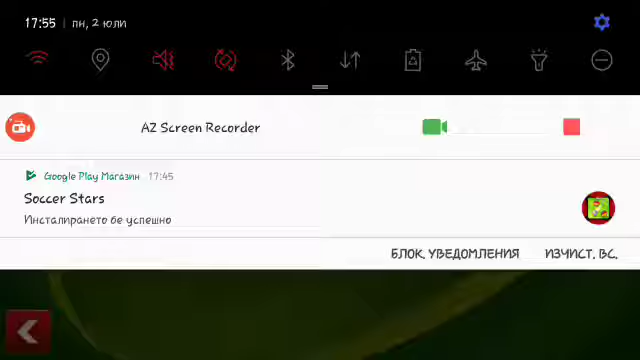 17:55 | пн, 2 юли
AZ Screen Recorder
Google Play Магазин 17:45
Soccer Stars
Инсталирането бе успешно
БЛОК. УВЕДОМЛЕНИЯ ИЗЧИСТ. ВС.